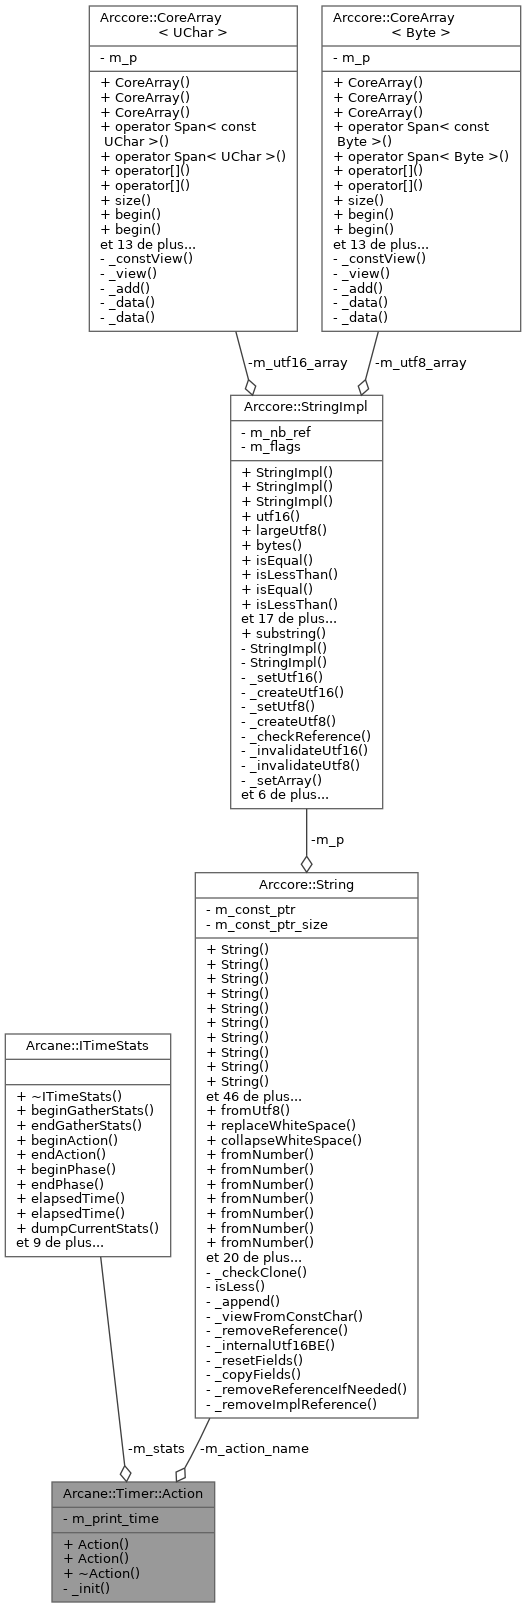 Arccore::CoreArray
< UChar >
- m_p
+ CoreArray()
+ CoreArray()
+ CoreArray()
+ operator Span< const
UChar >()
+ operator Span< UChar >()
+ operator[]()
+ operator[]()
+ size()
+ begin()
+ begin()
et 13 de plus...
- _constView()
- _view()
- _add()
- _data()
- _data()
Arccore::CoreArray
< Byte >
- m_p
+ CoreArray()
+ CoreArray()
+ CoreArray()
+ operator Span< const
Byte >()
+ operator Span< Byte >()
+ operator[]()
+ operator[]()
+ size()
+ begin()
+ begin()
et 13 de plus...
- _constView()
- _view()
- _add()
- _data()
- _data()
-m_utf16_array
-m_utf8_array
Arccore::StringImpl
- m_nb_ref
- m_flags
+ StringImpl()
+ StringImpl()
+ StringImpl()
+ utf16()
+ largeUtf8()
+ bytes()
+ isEqual()
+ isLessThan()
+ isEqual()
+ isLessThan()
et 17 de plus...
+ substring()
- StringImpl()
- StringImpl()
- _setUtf16()
- _createUtf16()
- _setUtf8()
- _createUtf8()
- _checkReference()
- _invalidateUtf16()
- _invalidateUtf8()
- _setArray()
et 6 de plus...
-m_p
Arccore::String
- m_const_ptr
- m_const_ptr_size
+ String()
+ String()
+ String()
+ String()
+ String()
+ String()
+ String()
+ String()
+ String()
+ String()
et 46 de plus...
+ fromUtf8()
+ replaceWhiteSpace()
+ collapseWhiteSpace()
+ fromNumber()
+ fromNumber()
+ fromNumber()
+ fromNumber()
+ fromNumber()
+ fromNumber()
+ fromNumber()
et 20 de plus...
- _checkClone()
- isLess()
- _append()
- _viewFromConstChar()
- _removeReference()
- _internalUtf16BE()
- _resetFields()
- _copyFields()
- _removeReferenceIfNeeded()
- _removeImplReference()
Arcane::ITimeStats
+ ~ITimeStats()
+ beginGatherStats()
+ endGatherStats()
+ beginAction()
+ endAction()
+ beginPhase()
+ endPhase()
+ elapsedTime()
+ elapsedTime()
+ dumpCurrentStats()
et 9 de plus...
-m_stats
-m_action_name
Arcane::Timer::Action
- m_print_time
+ Action()
+ Action()
+ ~Action()
- _init()